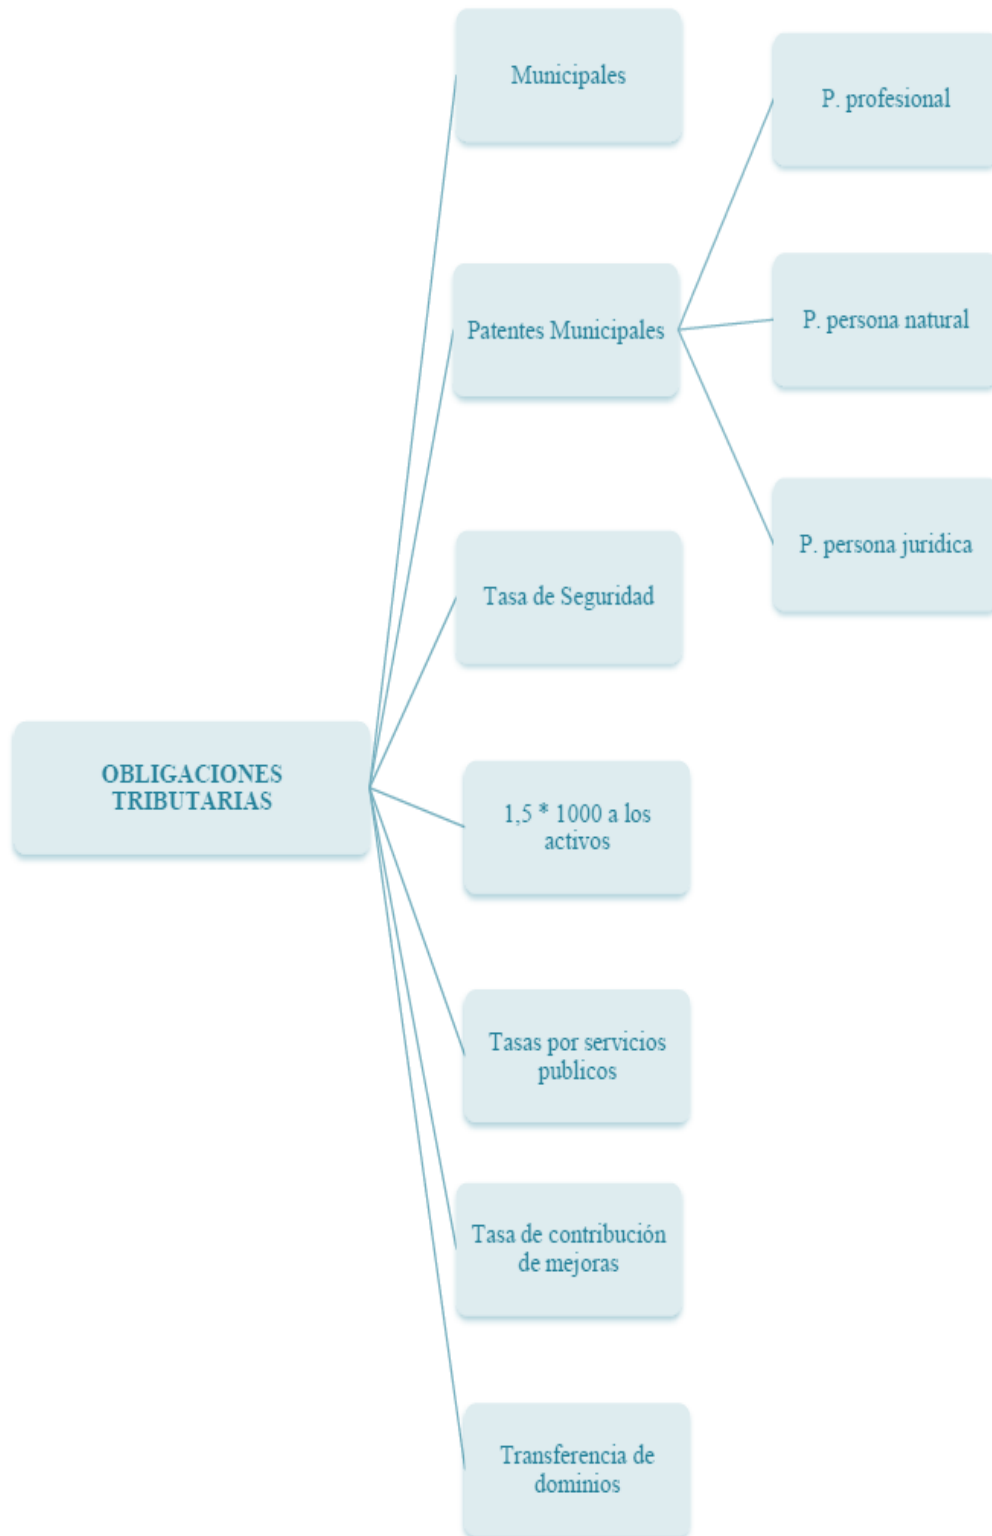 Municipales
P. profesional
Patentes Municipales
P. persona natural
P. persona juridica
Tasa de Seguridad
OBLIGACIONES
TRIBUTARIAS
1,5 * 1000 a los
activos
Tasas por servicios
publicos
Tasa de contribución
de mejoras
Transferencia de
dominios